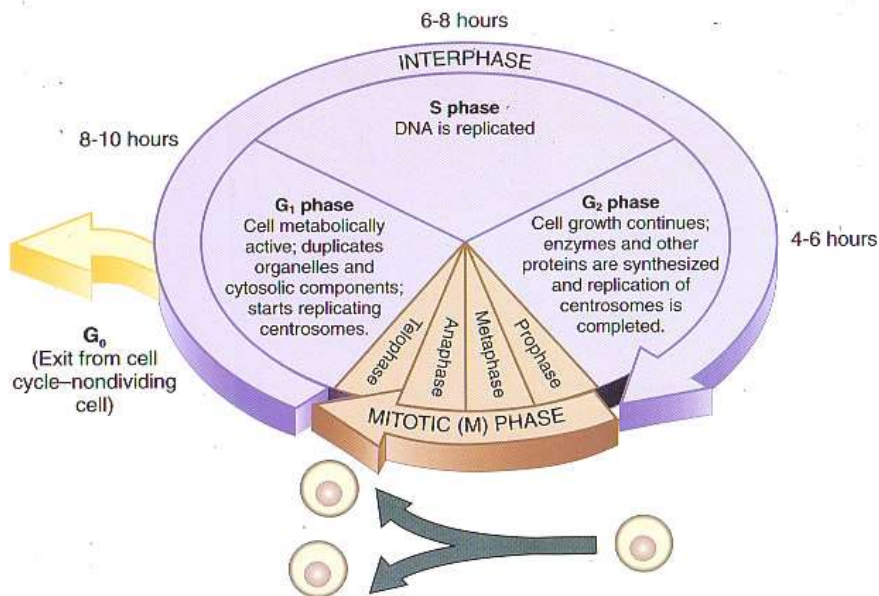 6-8 hours
INTERPHASE
S phase
DNA is replicated
8-10 hours
G₁ phase
Cell metabolically
active; duplicates
organelles and
cytosolic components;
starts replicating
centrosomes.
G₂ phase
Cell growth continues;
enzymes and other
proteins are synthesized
and replication of
centrosomes is
completed.
4-6 hours
G₀
(Exit from cell
cycle–nondividing
cell)
Telophase
Anaphase
Metaphase
Prophase
MITOTIC (M) PHASE